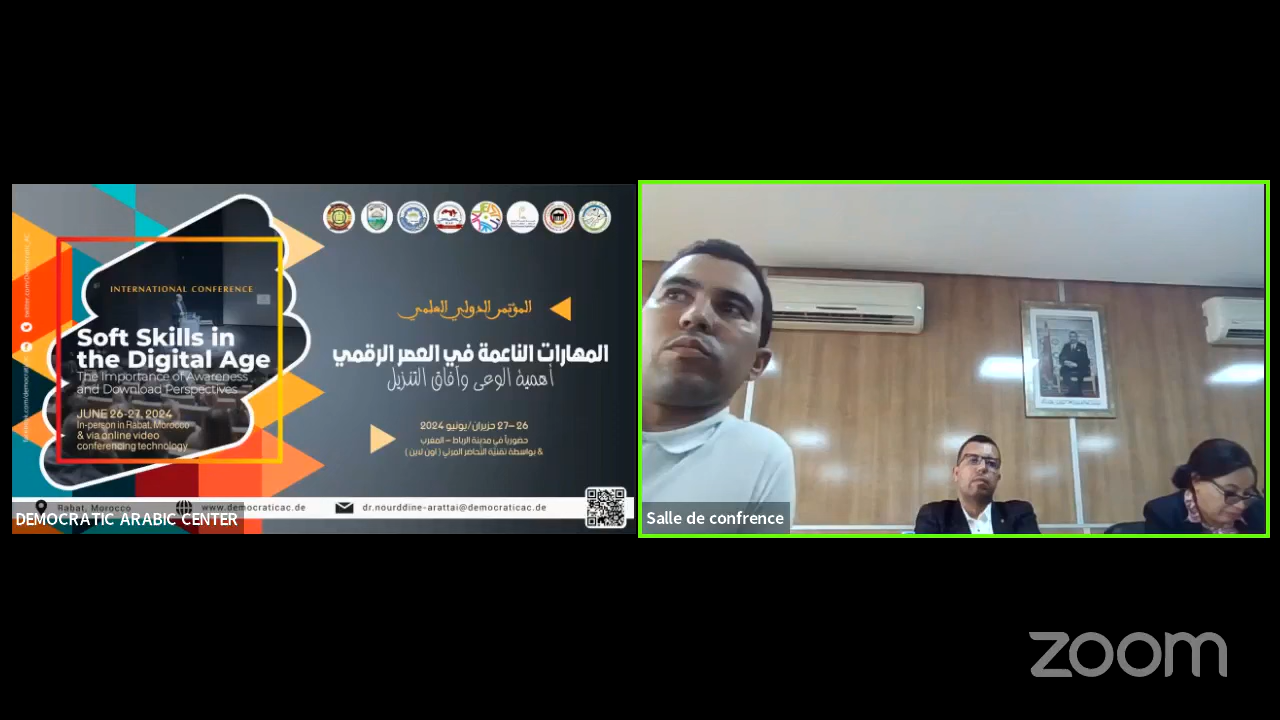 INTERNATIONAL CONFERENCE
Soft Skills in
the Digital Age
The Importance of Awareness
and Download Perspectives
JUNE 26-27, 2024
In-person in Rabat, Morocco
& via online video
conferencing technology
المؤتمر الدولي العلمي
المهارات الناعمة في العصر الرقمي
أهمية الوعي وآفاق التنزيل
26–27 حزيران/يونيو 2024
حضورياً في مدينة الرباط – المغرب
& بواسطة تقنيّة التحاضر المرئي ( اون لاين )
Rabat, Morocco
www.democraticac.de
dr.nourddine-arattai@democraticac.de
DEMOCRATIC ARABIC CENTER
Salle de confrence
zoom